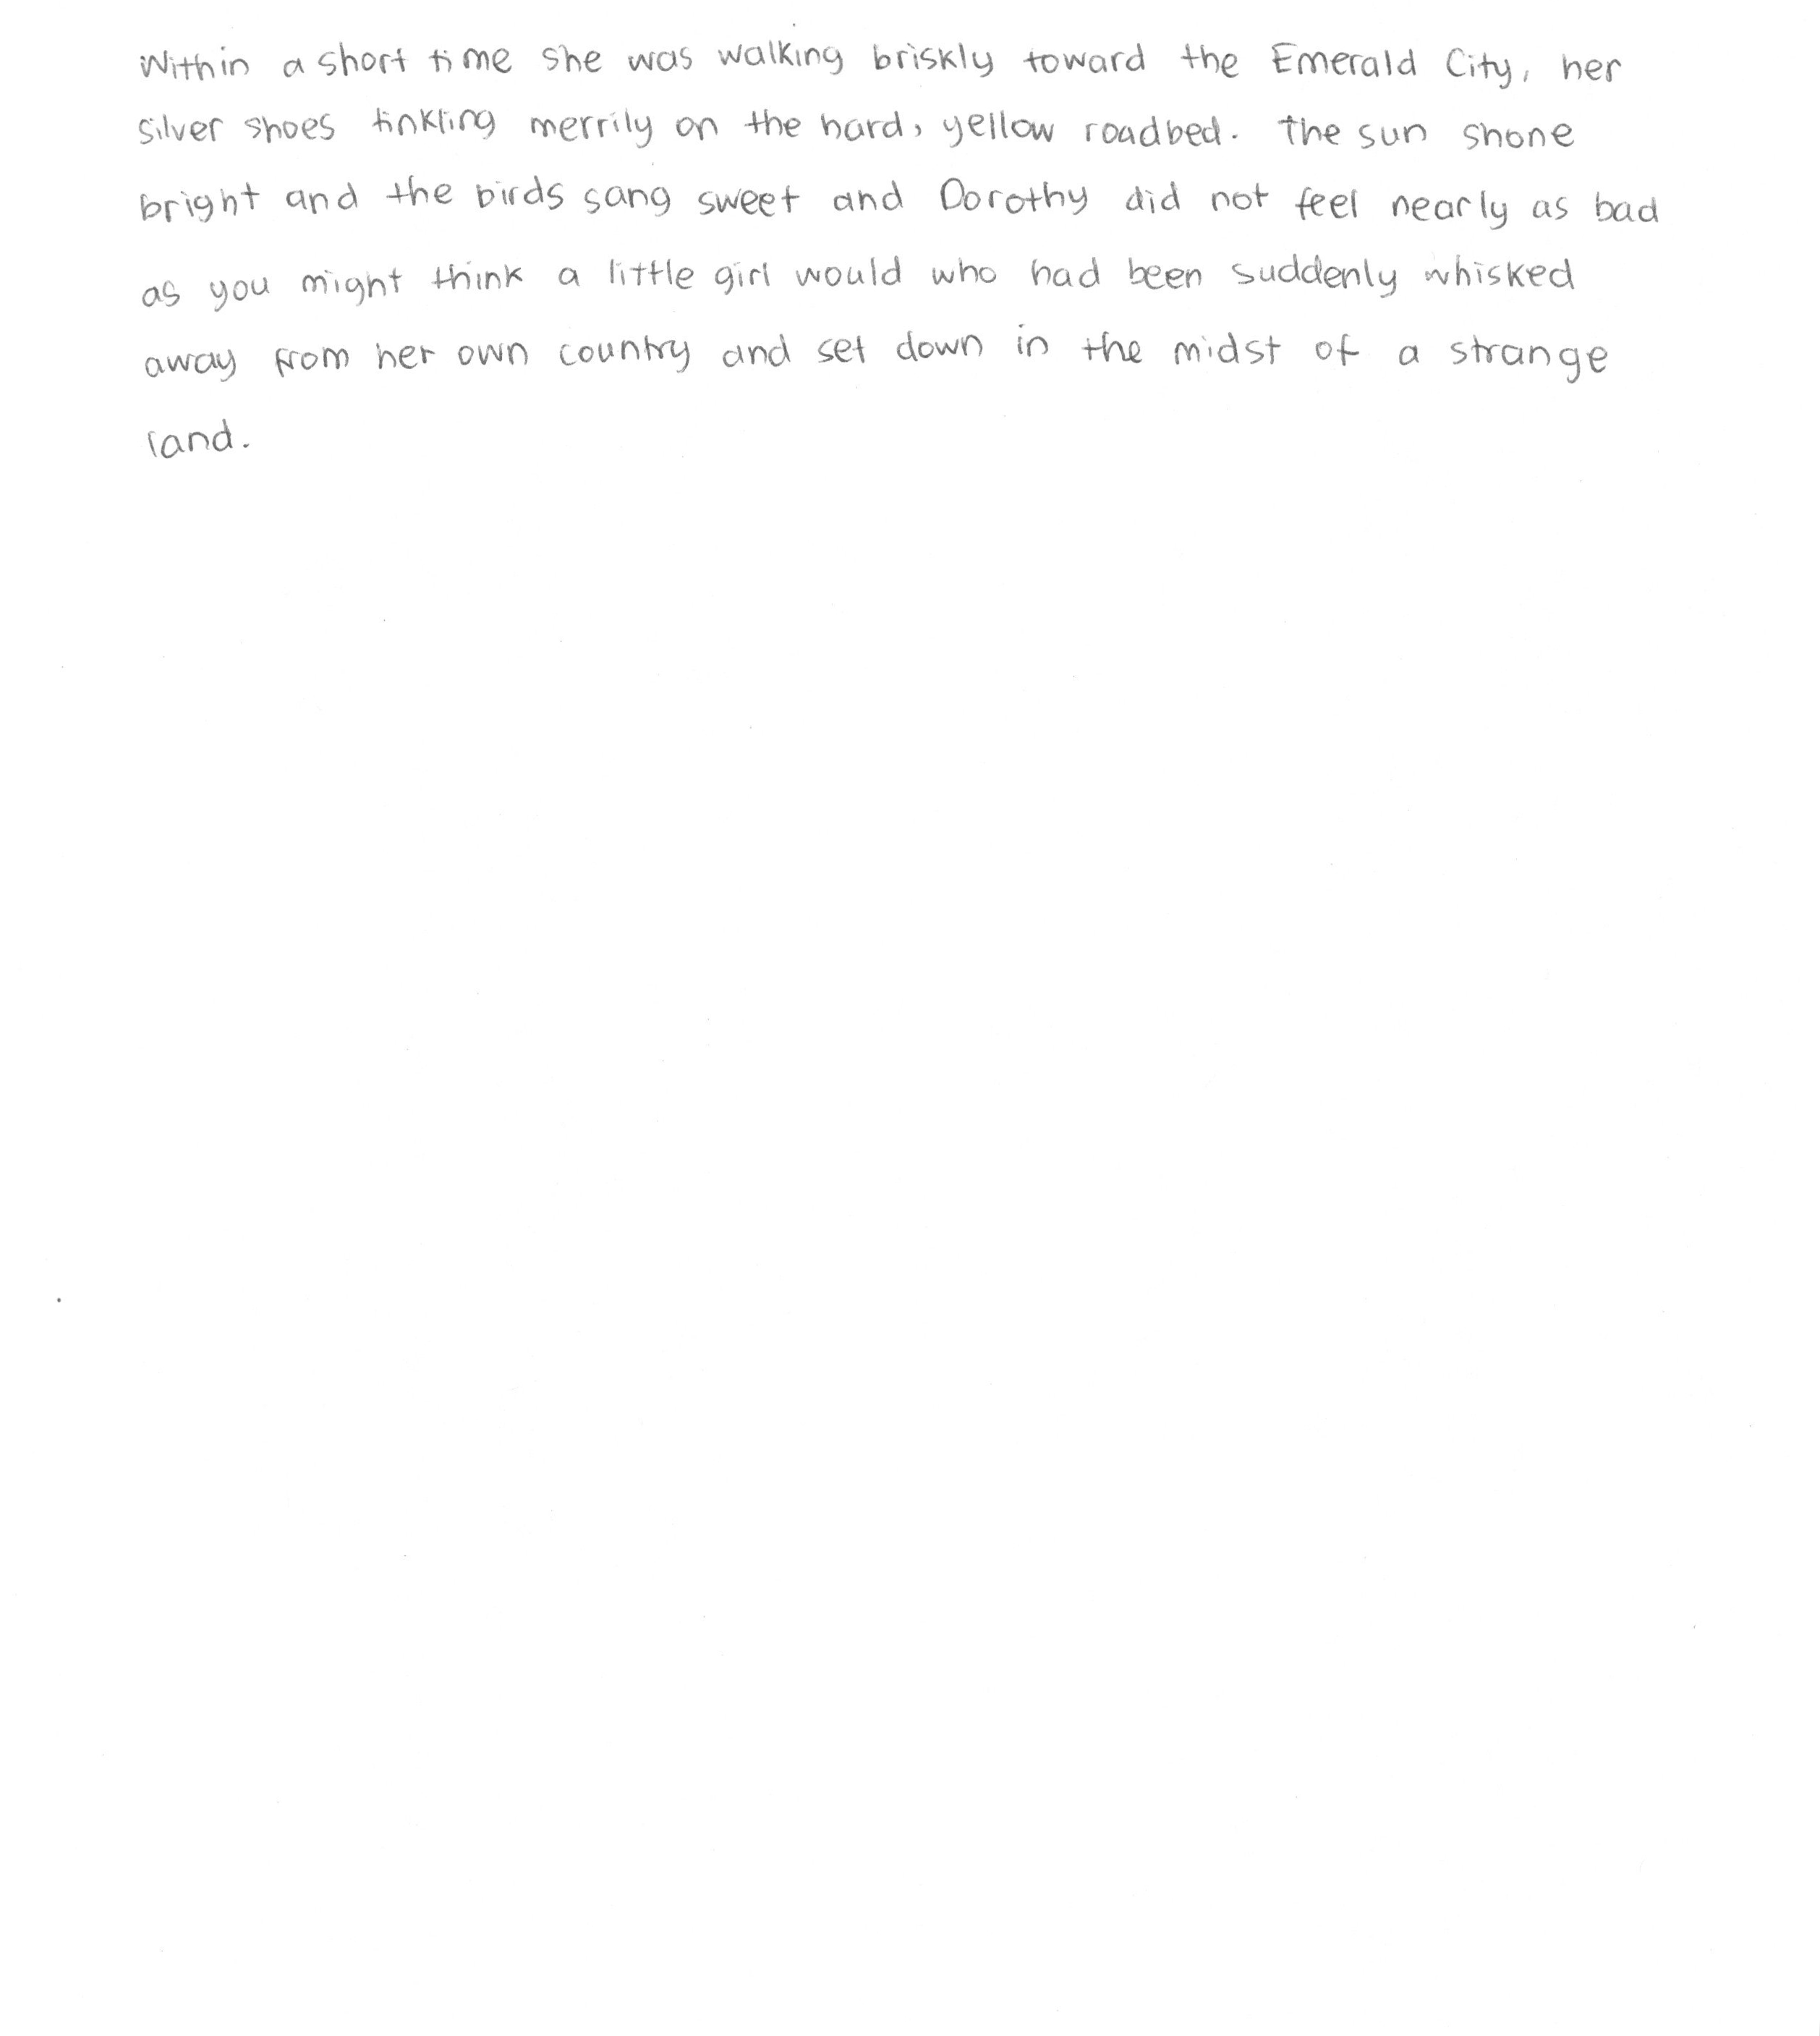 Within a short time she was walking briskly toward the Emerald City, her
silver shoes tinkling merrily on the hard, yellow roadbed. The sun shone
bright and the birds sang sweet and Dorothy did not feel nearly as bad
as you might think a little girl would who had been suddenly whisked
away from her own country and set down in the midst of a strange
land.